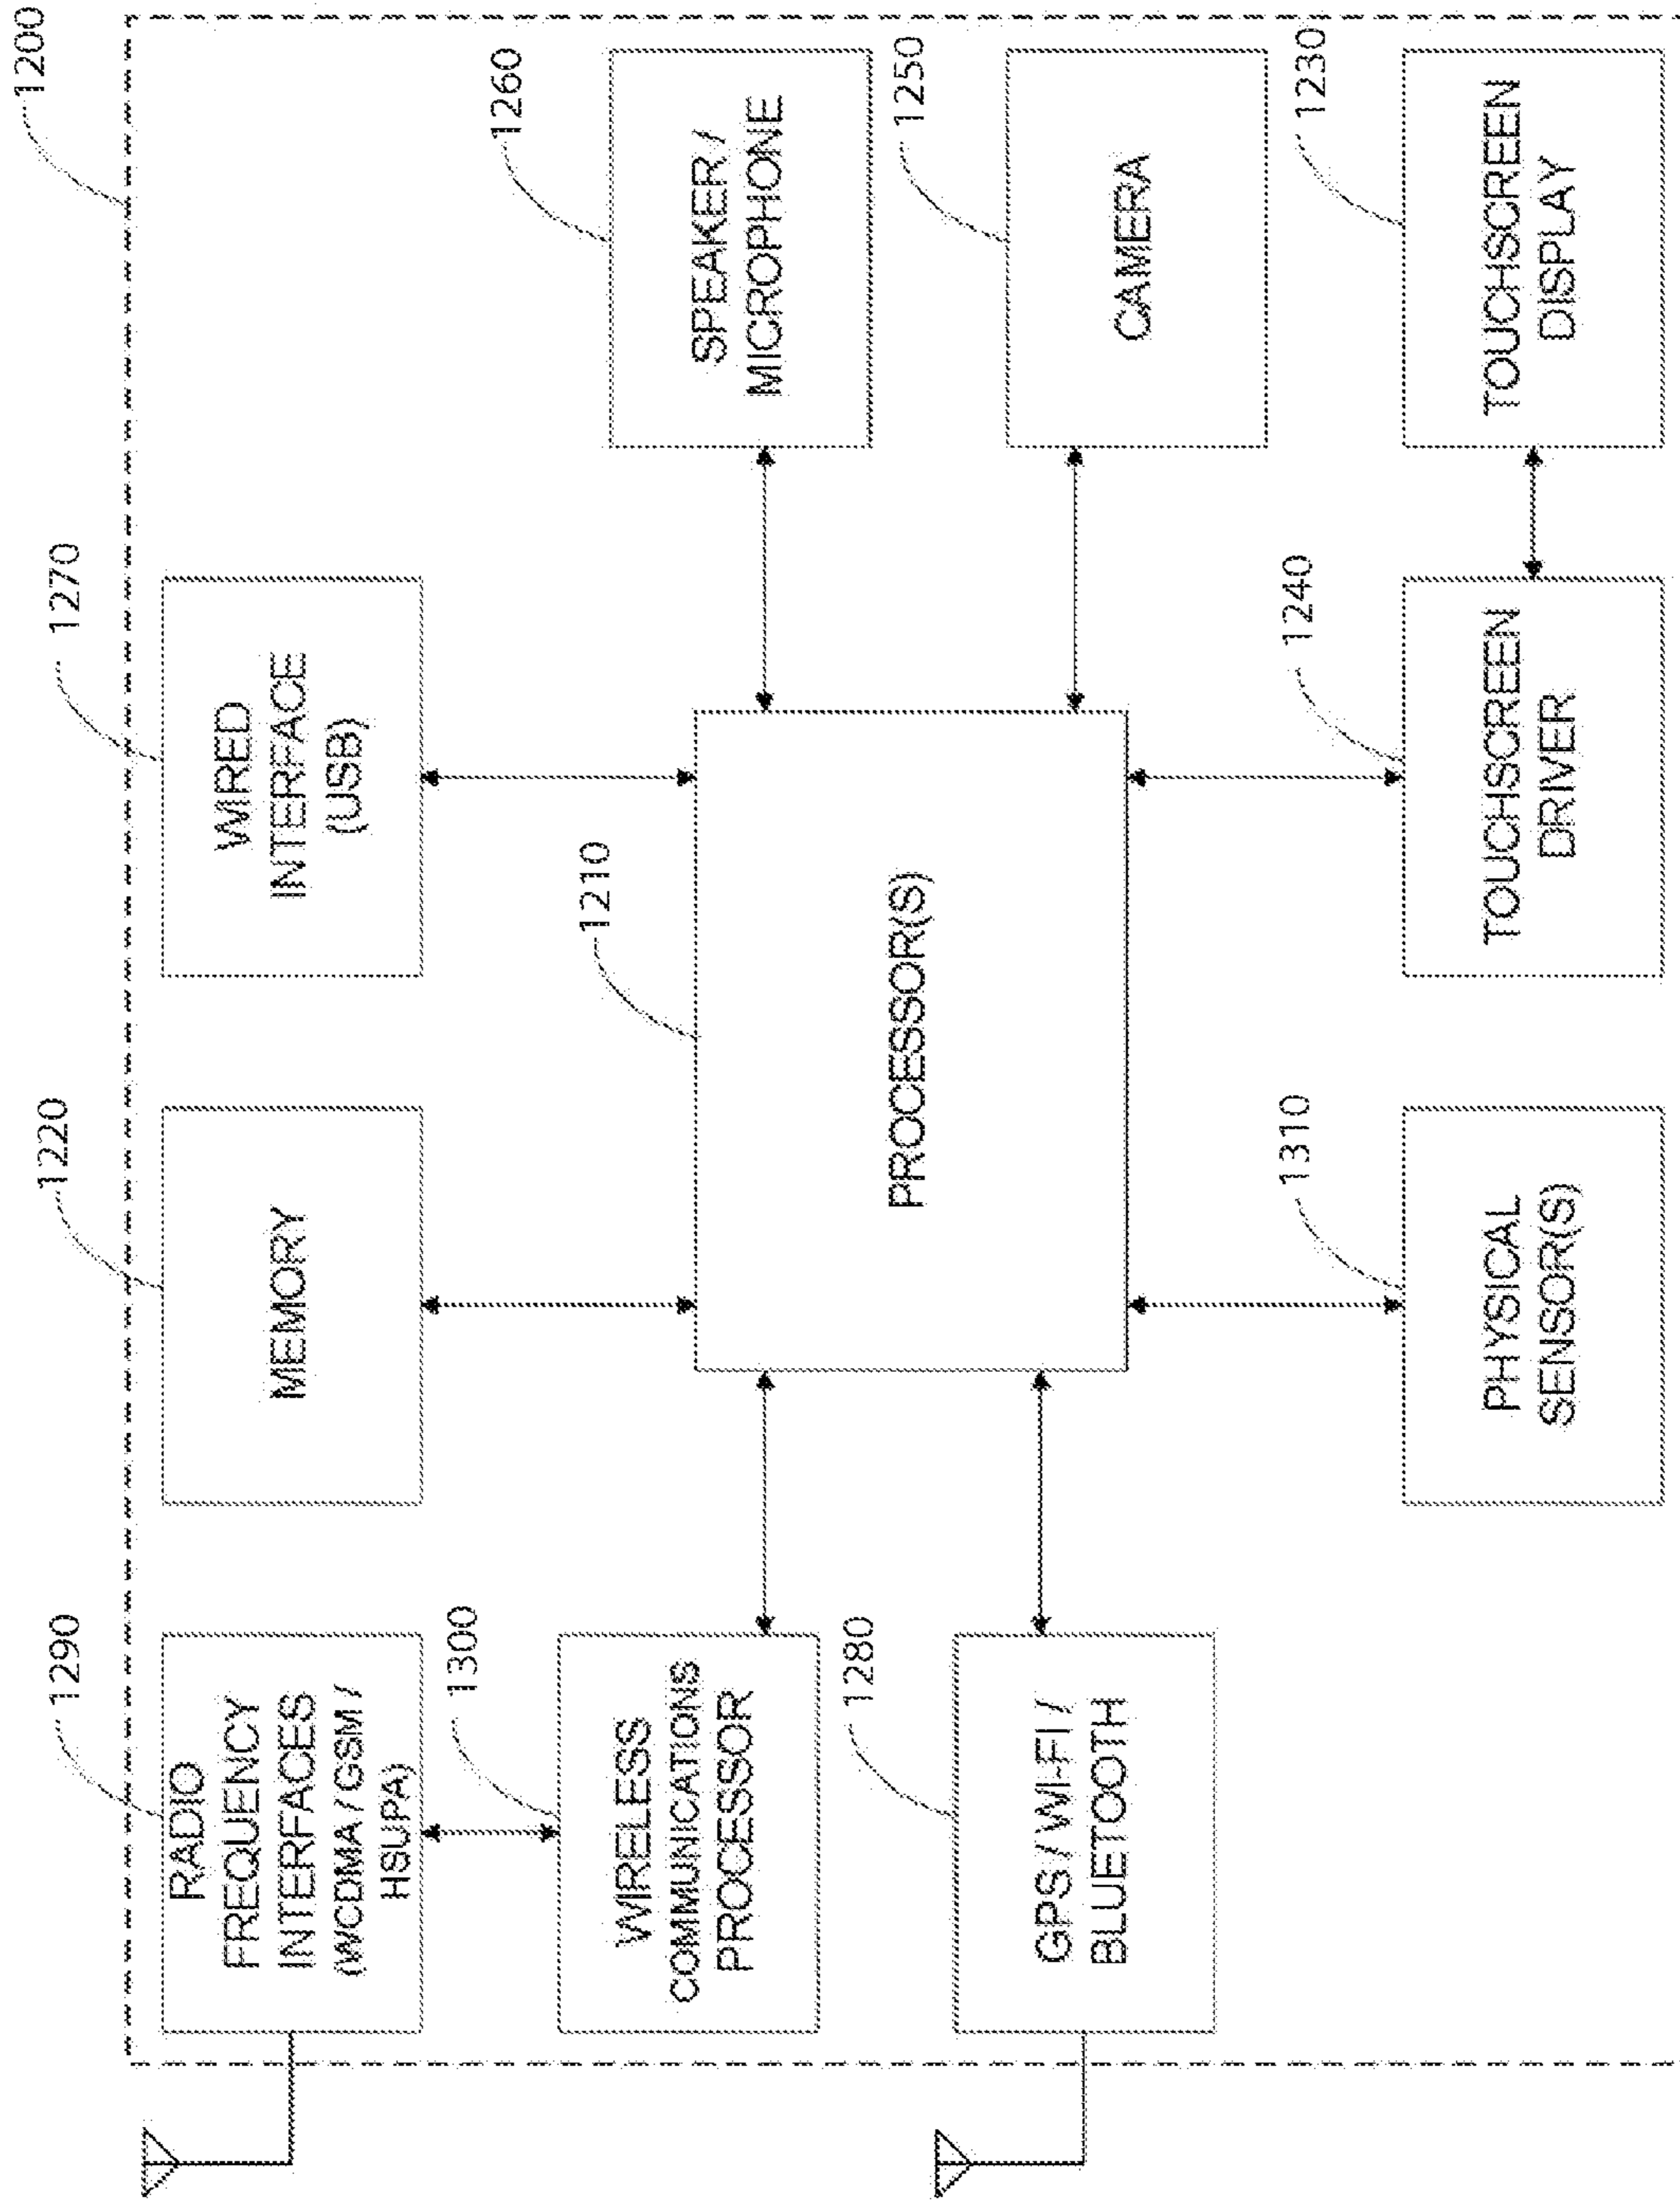 1200
1290
RADIO
FREQUENCY
INTERFACES
(WCDMA / GSM /
HSUPA)
1220
MEMORY
1270
WIRED
INTERFACE
(USB)
1300
WIRELESS
COMMUNICATIONS
PROCESSOR
1210
PROCESSOR(S)
1260
SPEAKER /
MICROPHONE
1280
GPS / WI-FI /
BLUETOOTH
1250
CAMERA
1310
PHYSICAL
SENSOR(S)
1240
TOUCHSCREEN
DRIVER
1230
TOUCHSCREEN
DISPLAY